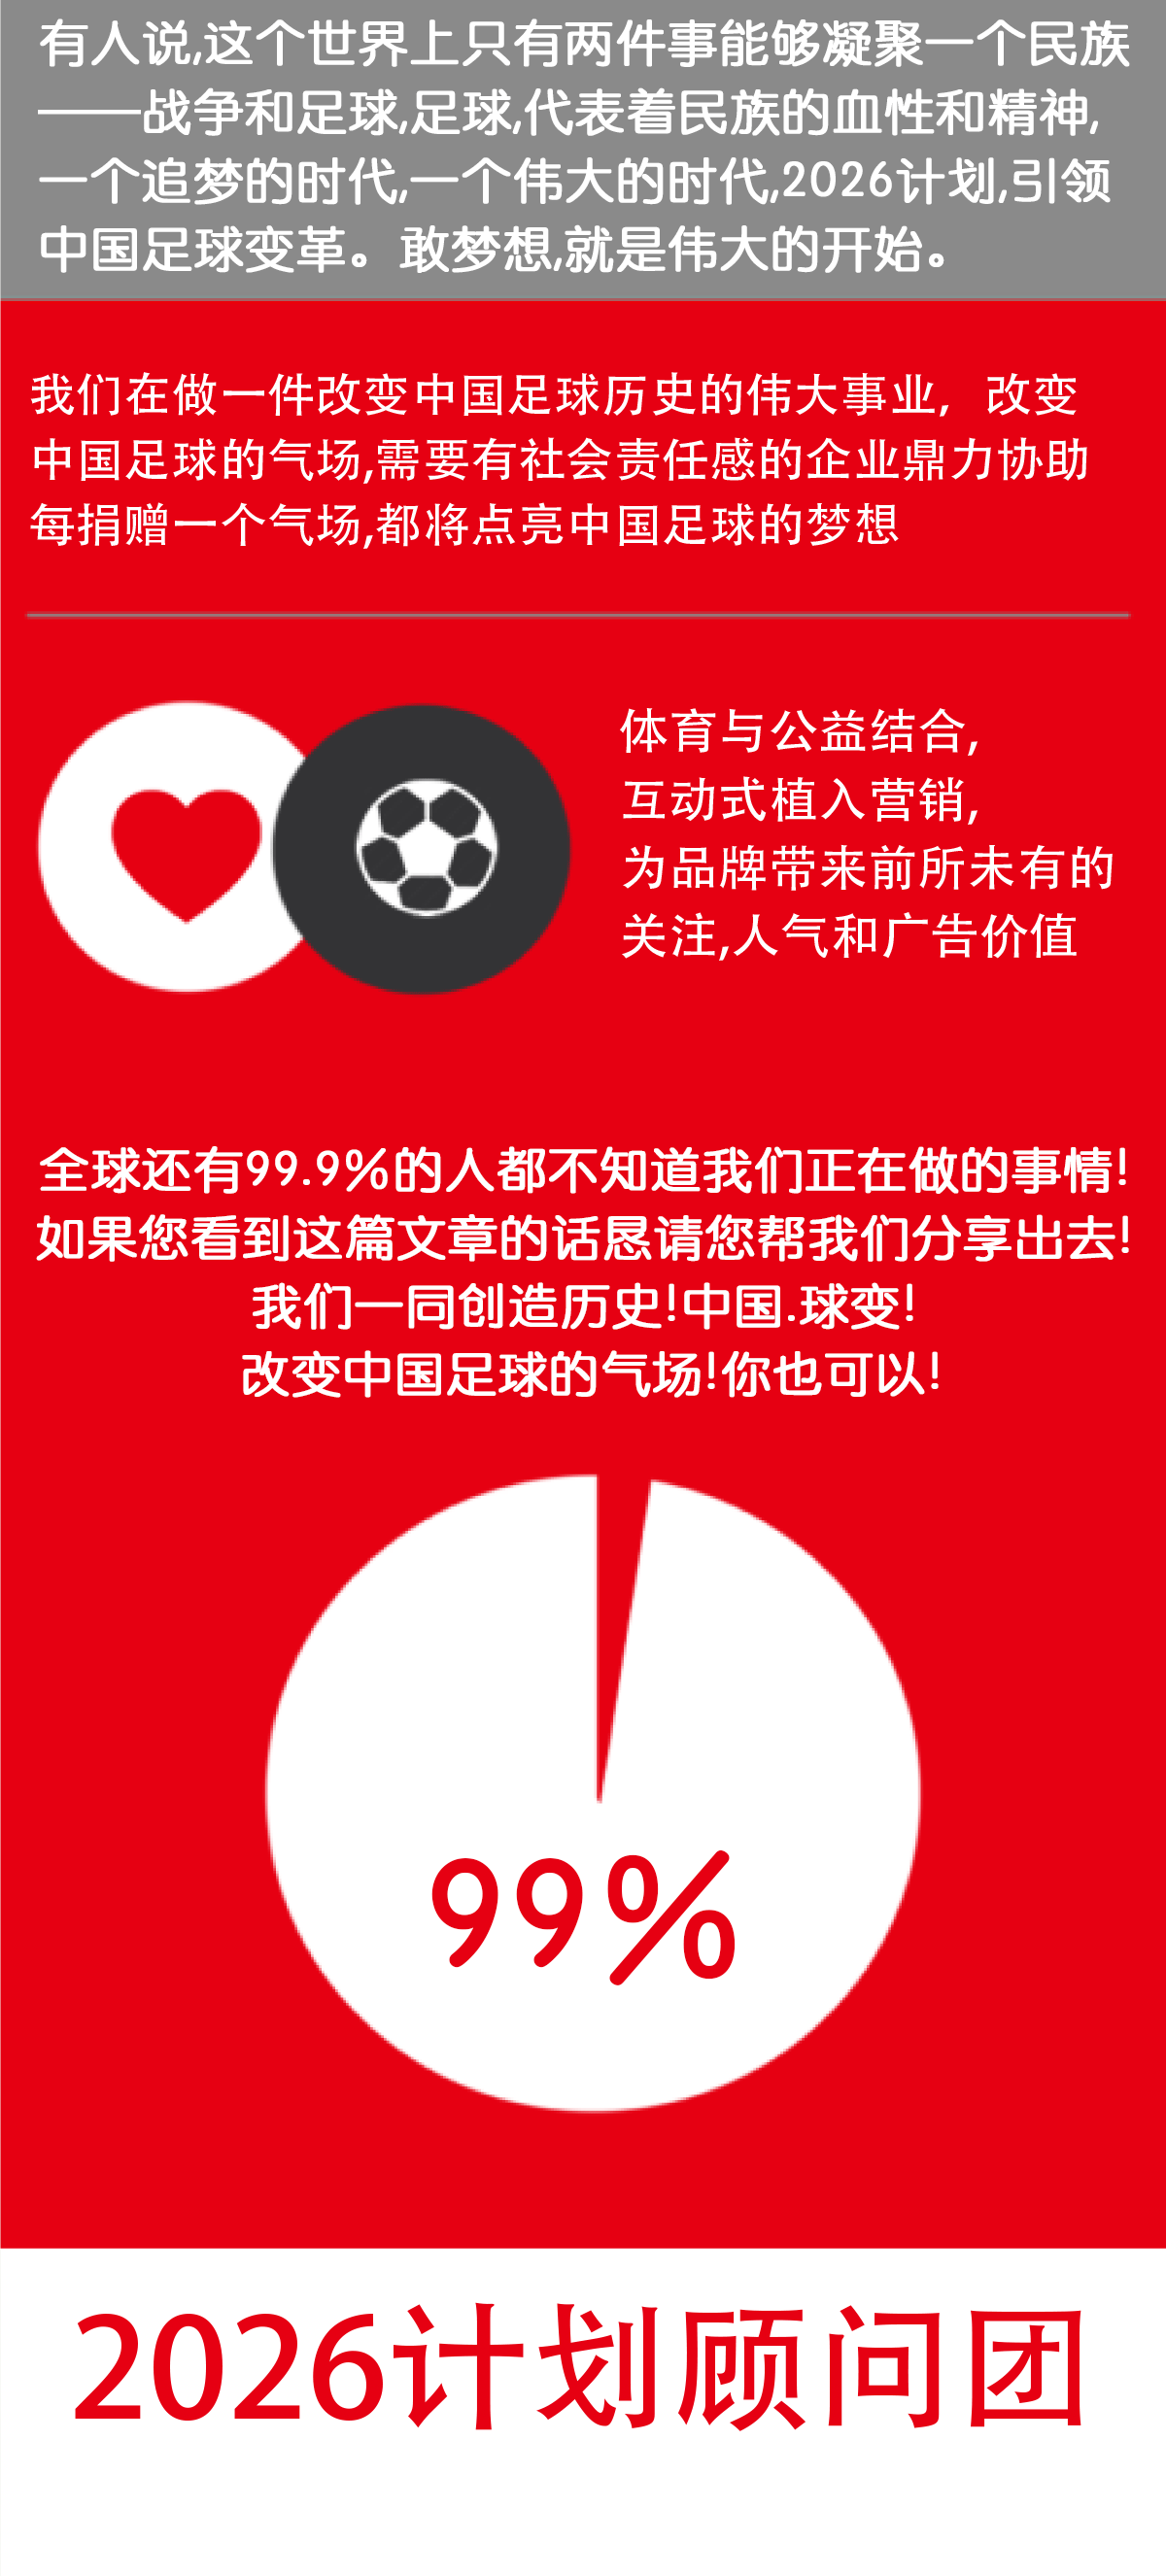 有人说,这个世界上只有两件事能够凝聚一个民族
——战争和足球,足球,代表着民族的血性和精神,
一个追梦的时代,一个伟大的时代,2026计划,引领
中国足球变革。敢梦想,就是伟大的开始。
我们在做一件改变中国足球历史的伟大事业，改变
中国足球的气场,需要有社会责任感的企业鼎力协助
每捐赠一个气场,都将点亮中国足球的梦想
体育与公益结合,
互动式植入营销,
为品牌带来前所未有的
关注,人气和广告价值
全球还有99.9%的人都不知道我们正在做的事情!
如果您看到这篇文章的话恳请您帮我们分享出去!
我们一同创造历史!中国.球变!
改变中国足球的气场!你也可以!
99%
2026计划顾问团